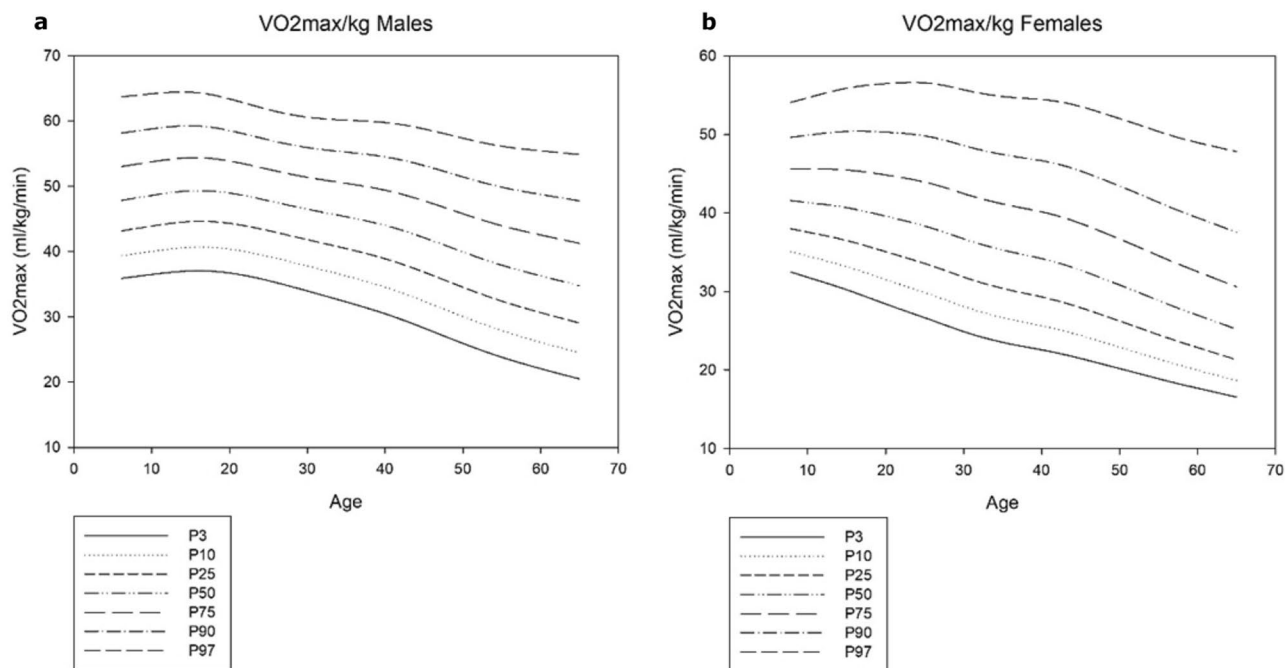 a
VO2max/kg Males
VO2max (ml/kg/min)
70
60
50
40
30
20
10
0 10 20 30 40 50 60 70
Age
P3
P10
P25
P50
P75
P90
P97
b
VO2max/kg Females
VO2max (ml/kg/min)
60
50
40
30
20
10
0 10 20 30 40 50 60 70
Age
P3
P10
P25
P50
P75
P90
P97